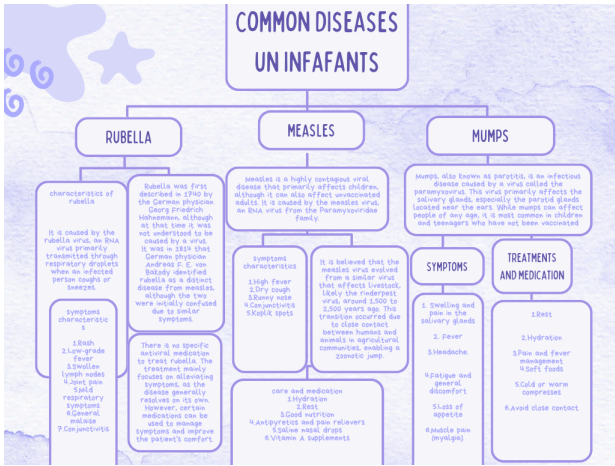 COMMON DISEASES
UN INFAFANTS
RUBELLA
characteristics of
rubella
It is caused by the
rubella virus, an RNA
virus primarily
transmitted through
respiratory droplets
when an infected
person coughs or
sneezes.
symptoms
characteristic
s
1.Rash
2.Low-grade
fever
3.Swollen
lymph nodes
4.Joint pain
5.Mild
respiratory
symptoms
6.General
malaise
7.Conjunctivitis
Rubella was first
described in 1740 by
the German physician
Georg Friedrich
Hahnemann, although
at that time it was
not understood to be
caused by a virus.
It was in 1814 that
German physician
Andreas F. E. von
Bakody identified
rubella as a distinct
disease from measles,
although the two
were initially confused
due to similar
symptoms.
There is no specific
antiviral medication
to treat rubella. The
treatment mainly
focuses on alleviating
symptoms, as the
disease generally
resolves on its own.
However, certain
medications can be
used to manage
symptoms and improve
the patient's comfort.
MEASLES
Measles is a highly contagious viral
disease that primarily affects children,
although it can also affect unvaccinated
adults. It is caused by the measles virus,
an RNA virus from the Paramyxoviridae
family.
symptoms
characteristics
1.High fever
2.Dry cough
3.Runny nose
4.Conjunctivitis
5.Koplik spots
It is believed that the
measles virus evolved
from a similar virus
that affects livestock,
likely the rinderpest
virus, around 1,500 to
2,500 years ago. This
transition occurred due
to close contact
between humans and
animals in agricultural
communities, enabling a
zoonotic jump.
care and medication
1.Hydration
2.Rest
3.Good nutrition
4.Antipyretics and pain relievers
5.Saline nasal drops
6.Vitamin A supplements
MUMPS
Mumps, also known as parotitis, is an infectious
disease caused by a virus called the
paramyxovirus. This virus primarily affects the
salivary glands, especially the parotid glands
located near the ears. While mumps can affect
people of any age, it is most common in children
and teenagers who have not been vaccinated
SYMPTOMS
1. Swelling and
pain in the
salivary glands
2. Fever
3.Headache.
4.Fatigue and
general
discomfort
5.Loss of
appetite
6.Muscle pain
(myalgia)
TREATMENTS
AND MEDICATION
1.Rest
2.Hydration
3.Pain and fever
management
4.Soft foods
5.Cold or warm
compresses
6.Avoid close contact